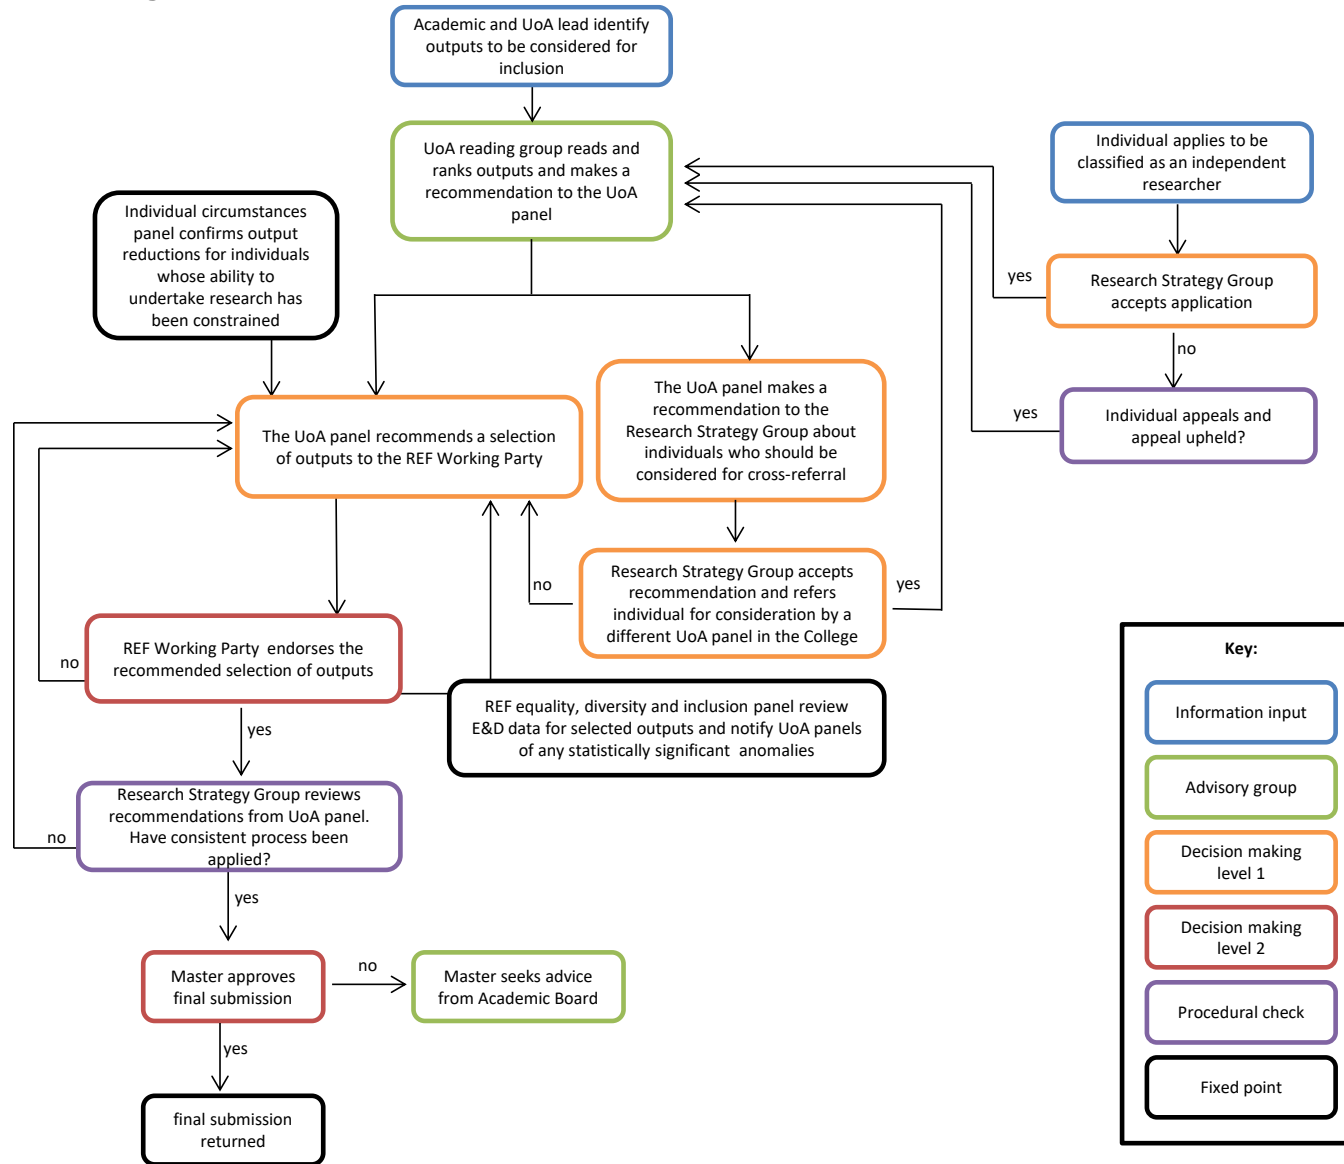 Academic and UoA lead identify
outputs to be considered for
inclusion
UoA reading group reads and
ranks outputs and makes a
recommendation to the UoA
panel
Individual applies to be
classified as an independent
researcher
Individual circumstances
panel confirms output
reductions for individuals
whose ability to
undertake research has
been constrained
yes
Research Strategy Group
accepts application
no
yes
Individual appeals and
appeal upheld?
The UoA panel makes a
recommendation to the
Research Strategy Group about
individuals who should be
considered for cross-referral
The UoA panel recommends a selection
of outputs to the REF Working Party
no
Research Strategy Group accepts
recommendation and refers
individual for consideration by a
different UoA panel in the College
yes
no
REF Working Party  endorses the
recommended selection of outputs
REF equality, diversity and inclusion panel review
E&D data for selected outputs and notify UoA panels
of any statistically significant  anomalies
yes
no
Research Strategy Group reviews
recommendations from UoA panel.
Have consistent process been
applied?
yes
Master approves
final submission
no
Master seeks advice
from Academic Board
yes
final submission
returned
Key:
Information input
Advisory group
Decision making
level 1
Decision making
level 2
Procedural check
Fixed point